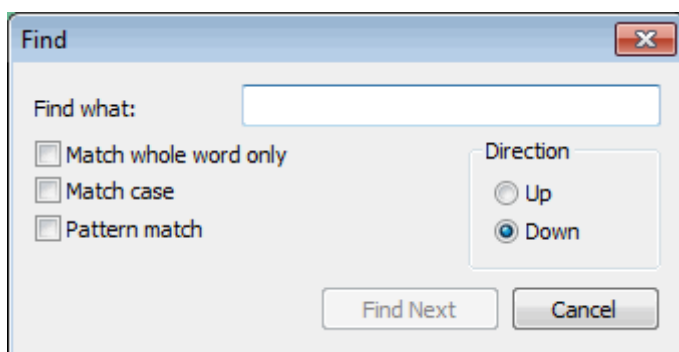 Find
Find what:
Match whole word only
Match case
Pattern match
Direction
Up
Down
Find Next
Cancel